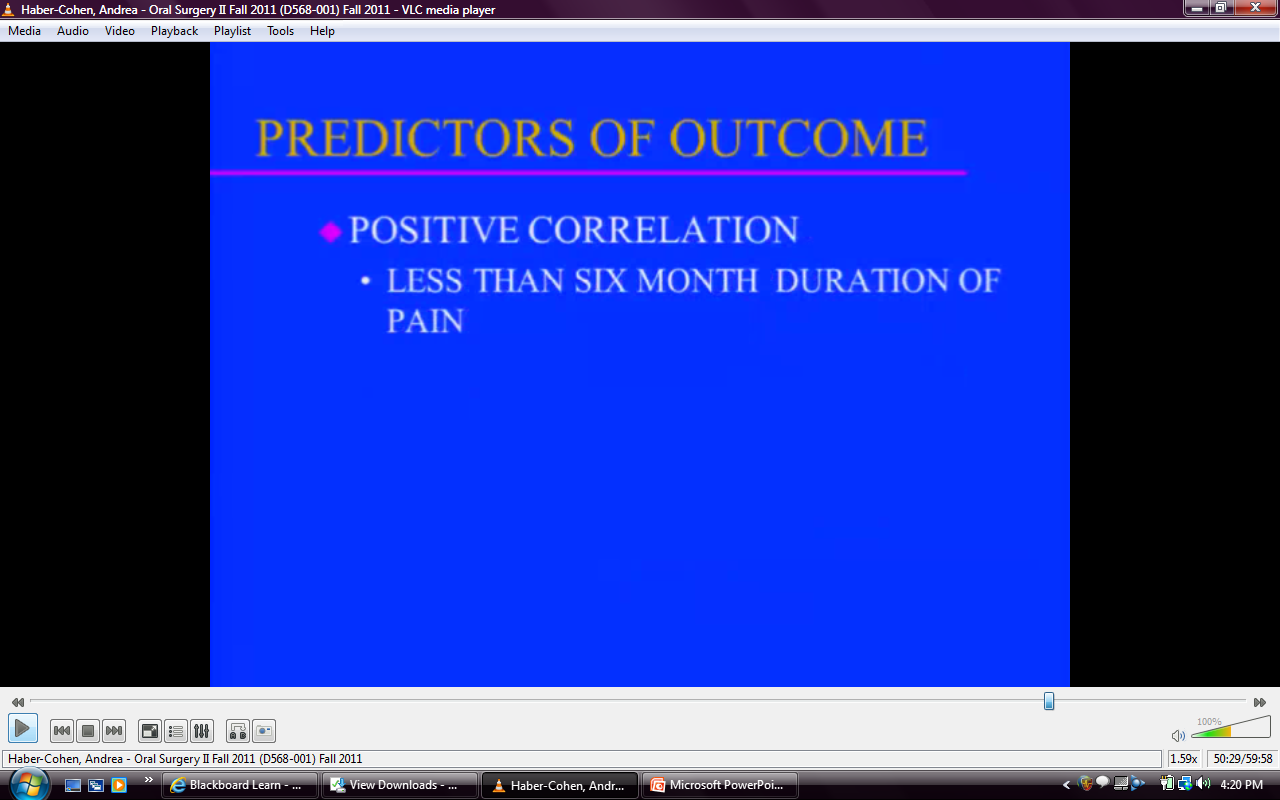 Haber-Cohen, Andrea - Oral Surgery II Fall 2011 (D568-001) Fall 2011 - VLC media player
Media Audio Video Playback Playlist Tools Help
PREDICTORS OF OUTCOME
POSITIVE CORRELATION
• LESS THAN SIX MONTH DURATION OF
PAIN
100%
Haber-Cohen, Andrea - Oral Surgery II Fall 2011 (D568-001) Fall 2011
1.59x
50:29/59:58
Blackboard Learn - ...
View Downloads - ...
Haber-Cohen, Andr...
Microsoft PowerPoi...
4:20 PM